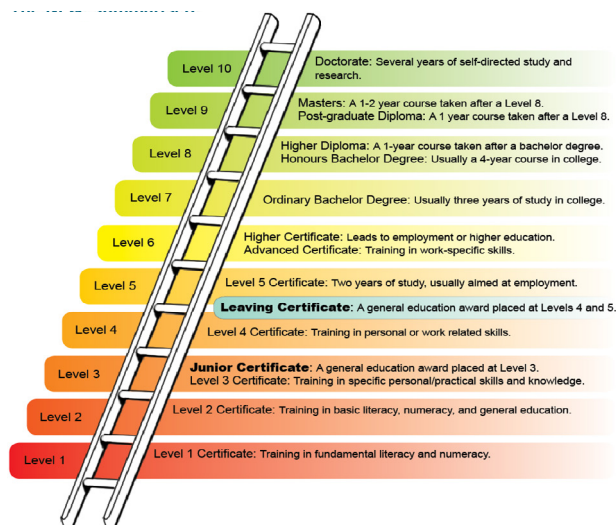 Level 10
Doctorate: Several years of self-directed study and
research.
Level 9
Masters: A 1-2 year course taken after a Level 8.
Post-graduate Diploma: A 1 year course taken after a Level 8.
Level 8
Higher Diploma: A 1-year course taken after a bachelor degree.
Honours Bachelor Degree: Usually a 4-year course in college.
Level 7
Ordinary Bachelor Degree: Usually three years of study in college.
Level 6
Higher Certificate: Leads to employment or higher education.
Advanced Certificate: Training in work-specific skills.
Level 5
Level 5 Certificate: Two years of study, usually aimed at employment.
Leaving Certificate: A general education award placed at Levels 4 and 5.
Level 4
Level 4 Certificate: Training in personal or work related skills.
Level 3
Junior Certificate: A general education award placed at Level 3.
Level 3 Certificate: Training in specific personal/practical skills and knowledge.
Level 2
Level 2 Certificate: Training in basic literacy, numeracy, and general education.
Level 1
Level 1 Certificate: Training in fundamental literacy and numeracy.